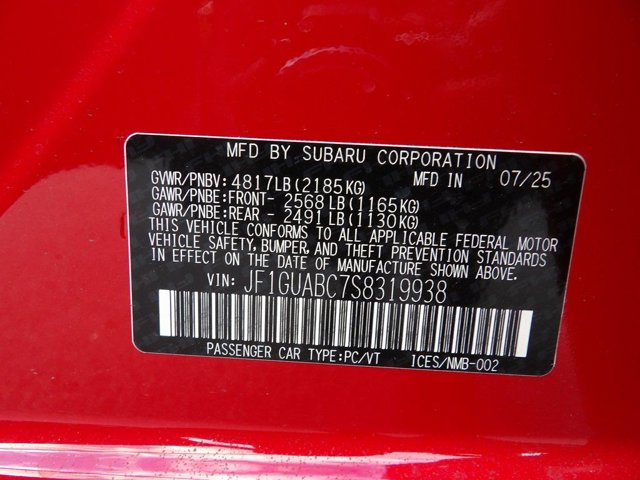 MFD BY SUBARU CORPORATION
GVWR/PNBV: 4817LB(2185KG) MFD IN 07/25
GAWR/PNBE:FRONT- 2568LB(1165KG)
GAWR/PNBE:REAR - 2491LB(1130KG)
THIS VEHICLE CONFORMS TO ALL APPLICABLE FEDERAL MOTOR
VEHICLE SAFETY, BUMPER, AND THEFT PREVENTION STANDARDS
IN EFFECT ON THE DATE OF MANUFACTURE SHOWN ABOVE.
VIN: JF1GUABC7S8319938
PASSENGER CAR TYPE:PC/VT ICES/NMB-002